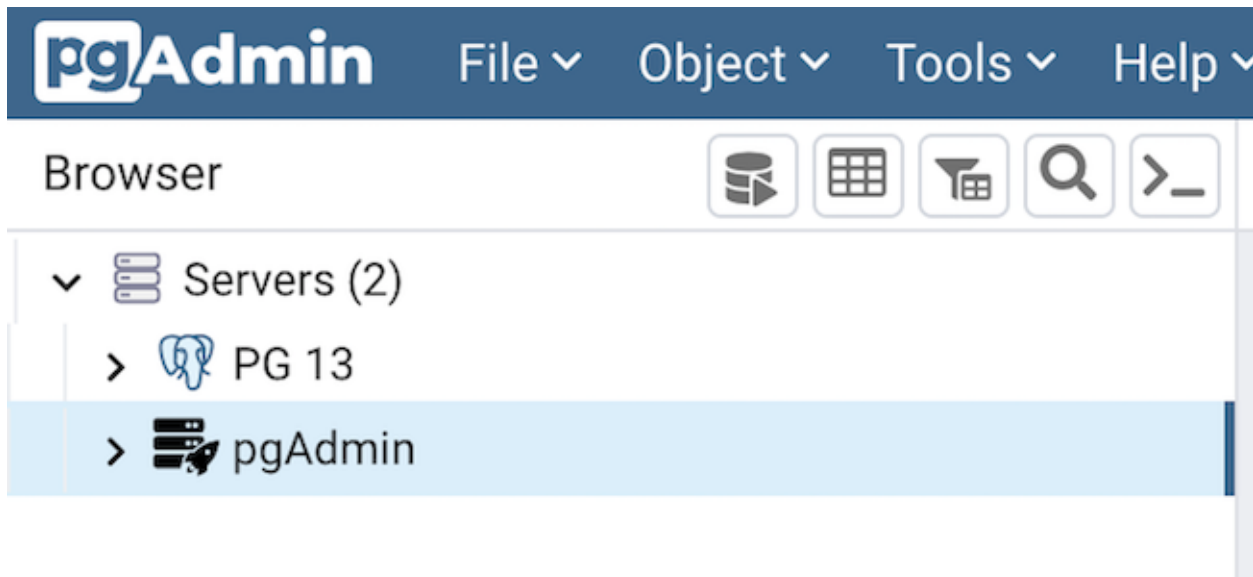 pgAdmin File Object Tools Help
Browser
Servers (2)
PG 13
pgAdmin